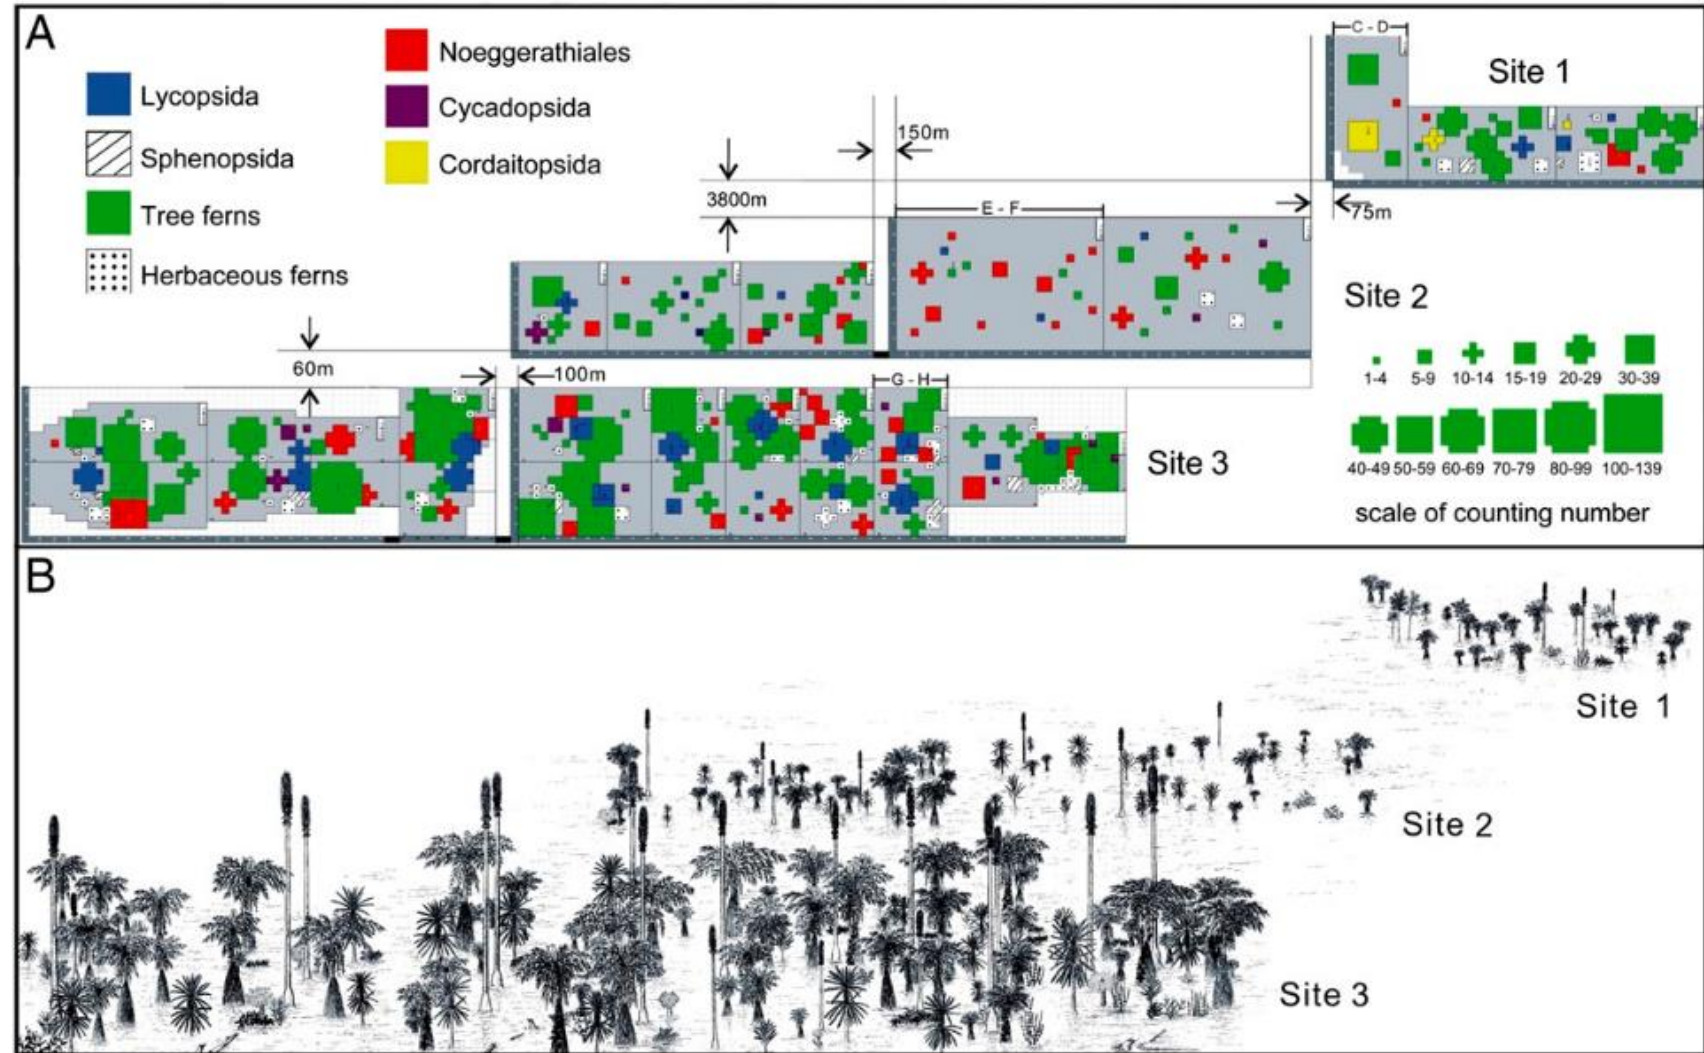 A
Lycopsida
Sphenopsida
Tree ferns
Herbaceous ferns
Noeggerathiales
Cycadopsida
Cordaitopsida
150m
3800m
E - F
C - D
Site 1
75m
Site 2
1-4 5-9 10-14 15-19 20-29 30-39
40-49 50-59 60-69 70-79 80-99 100-139
scale of counting number
60m
100m
G - H
Site 3
B
Site 1
Site 2
Site 3